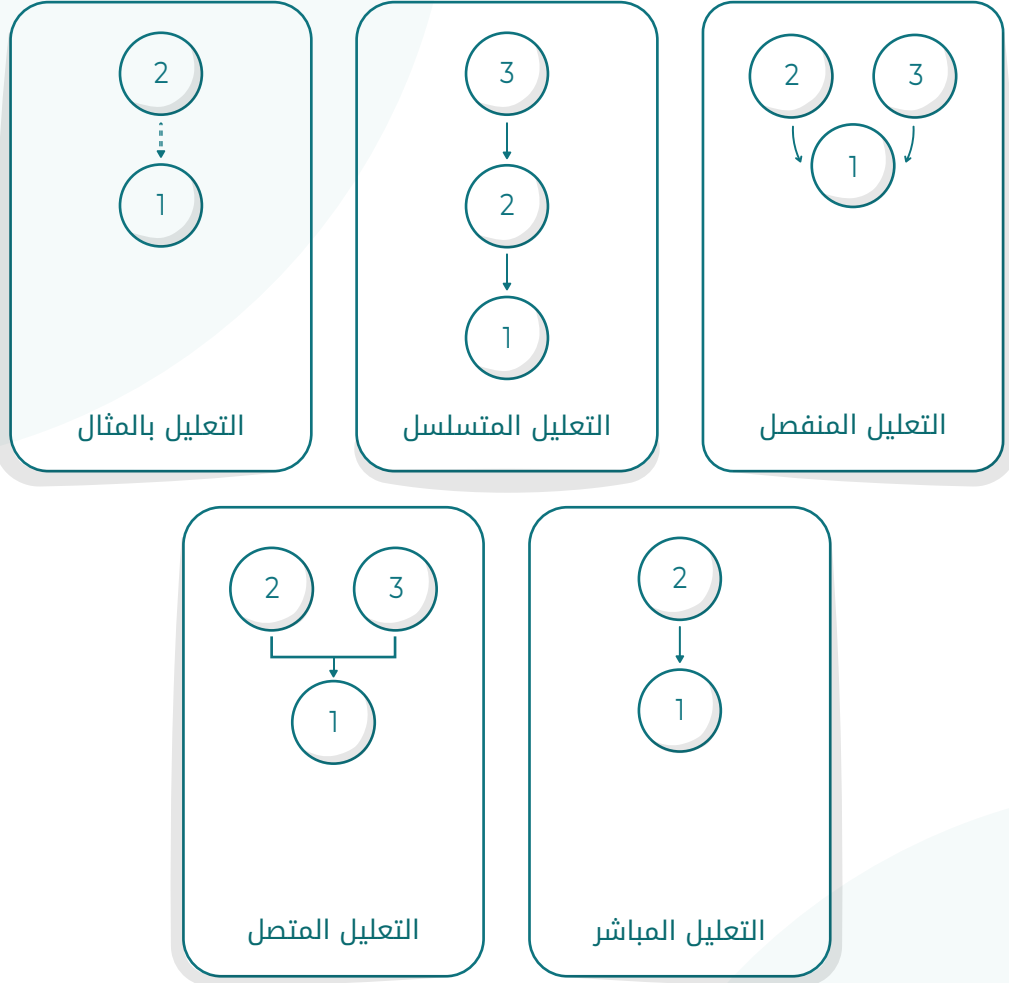 2
3
1
التعليل المنفصل
3
2
1
التعليل المتسلسل
2
1
التعليل بالمثال
2
1
التعليل المباشر
2
3
1
التعليل المتصل